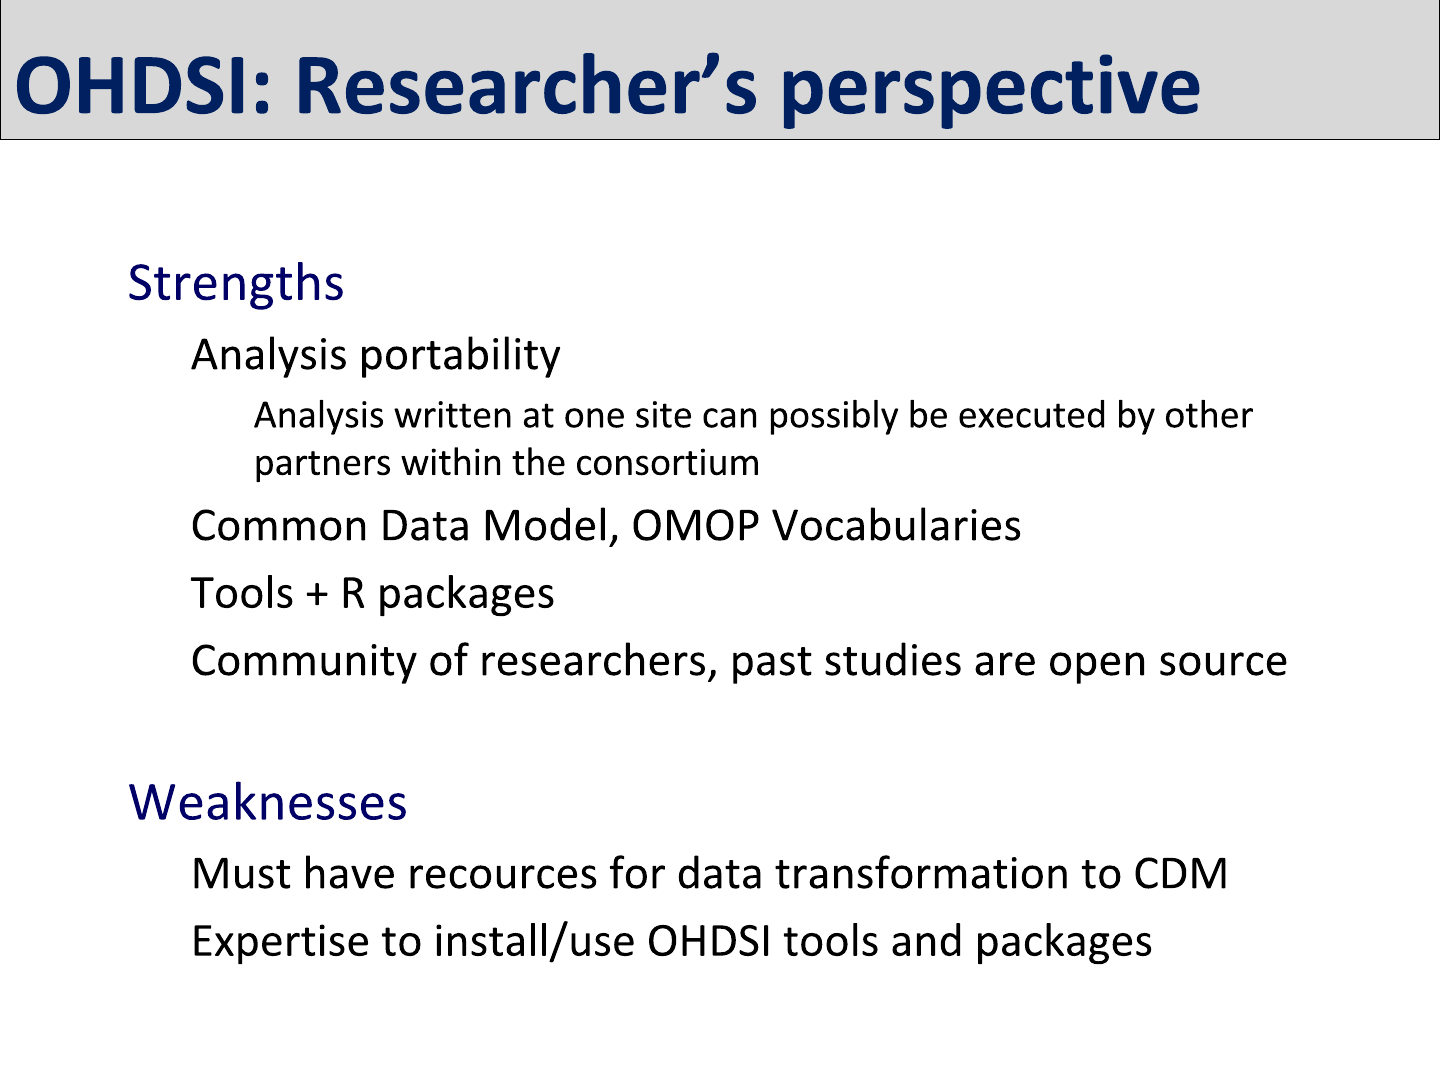 OHDSI: Researcher’s perspective
Strengths
Analysis portability
Analysis written at one site can possibly be executed by other
partners within the consortium
Common Data Model, OMOP Vocabularies
Tools + R packages
Community of researchers, past studies are open source
Weaknesses
Must have recources for data transformation to CDM
Expertise to install/use OHDSI tools and packages